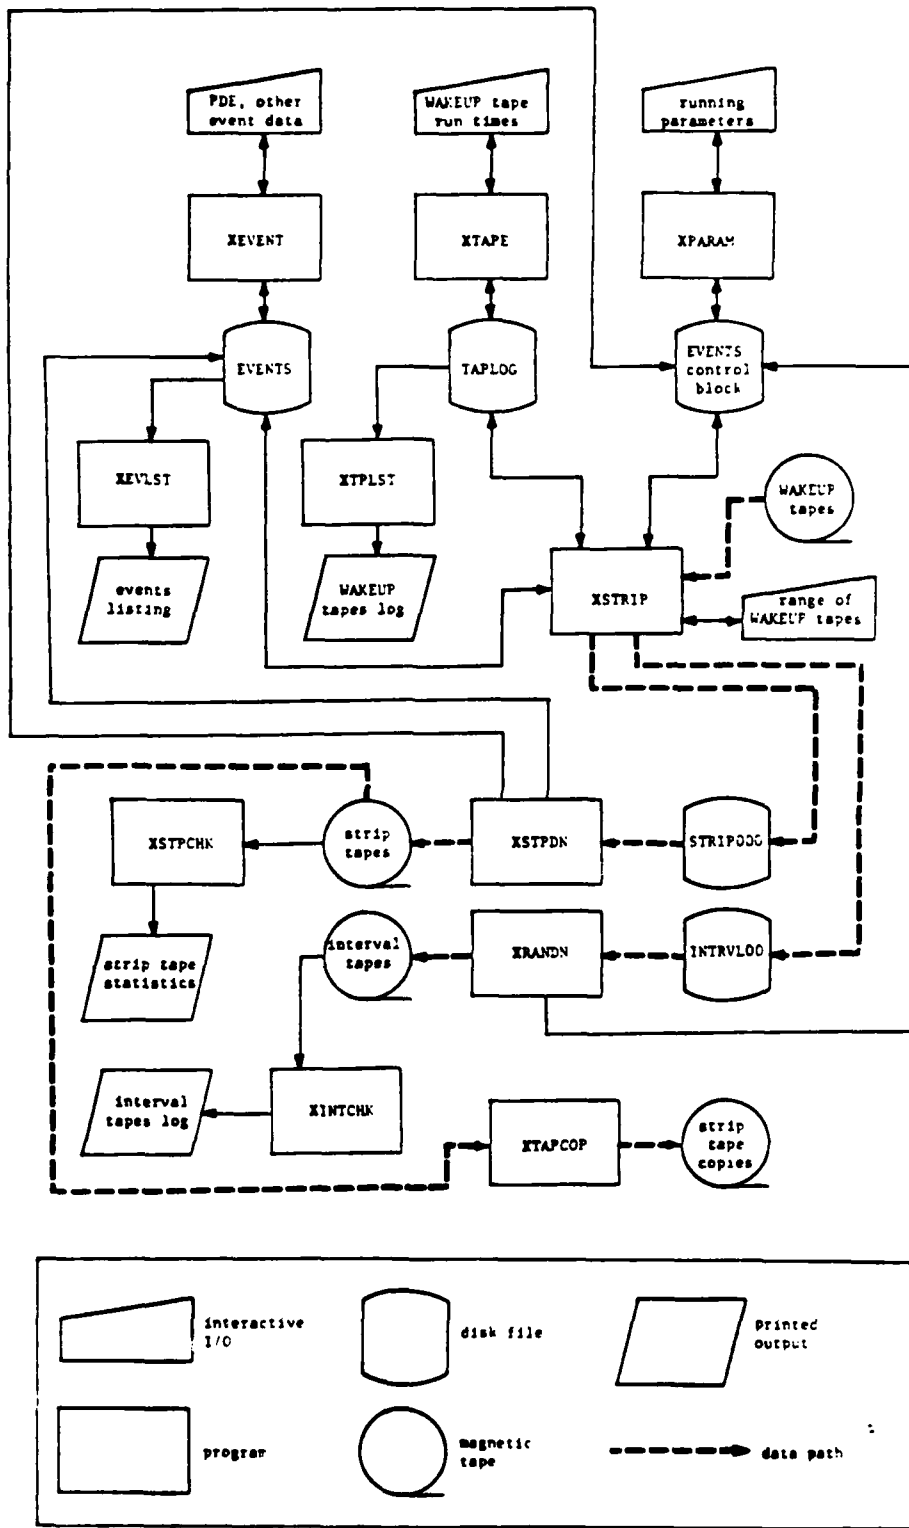 PDE, other
event data
WAKEUP tape
run times
running
parameters
XEVENT
XTAPE
XPARAM
EVENTS
TAPLOG
EVENTS
control
block
XEVLST
XTPLST
WAKEUP
tapes
events
listing
WAKEUP
tapes log
XSTRIP
range of
WAKEUP tapes
XSTPCHK
strip
tapes
XSTPDN
strip tape
statistics
interval
tapes
XRANDN
interval
tapes log
XINTCHK
XTAPCOP
strip
tape
copies
interactive
I/O
disk file
printed
output
program
magnetic
tape
data path